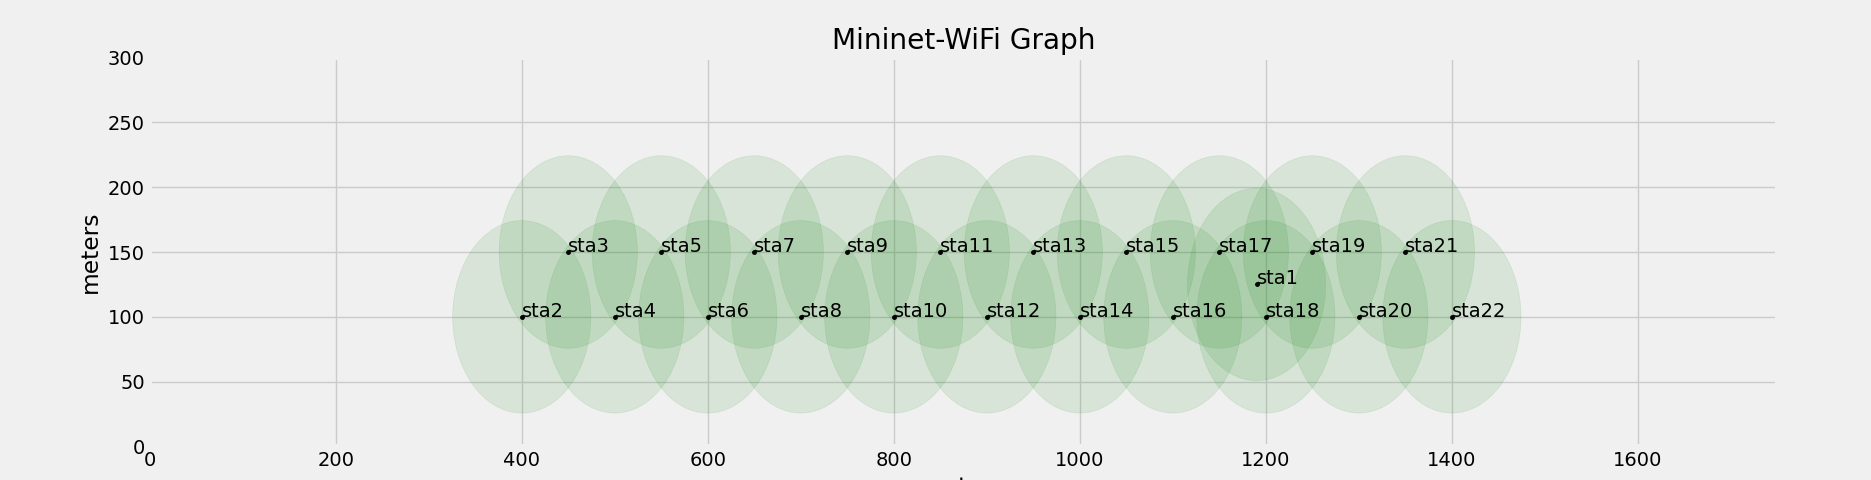 Mininet-WiFi Graph
300
250
200
150
100
50
0
meters
sta3 sta5 sta7 sta9 sta11 sta13 sta15 sta17 sta19 sta21
sta1
sta2 sta4 sta6 sta8 sta10 sta12 sta14 sta16 sta18 sta20 sta22
0 200 400 600 800 1000 1200 1400 1600